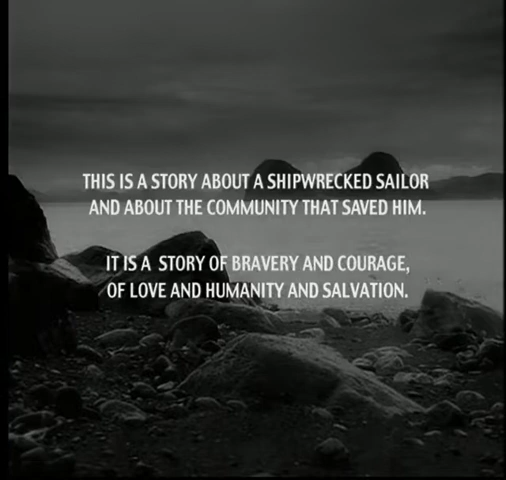 THIS IS A STORY ABOUT A SHIPWRECKED SAILOR
AND ABOUT THE COMMUNITY THAT SAVED HIM.
IT IS A STORY OF BRAVERY AND COURAGE,
OF LOVE AND HUMANITY AND SALVATION.